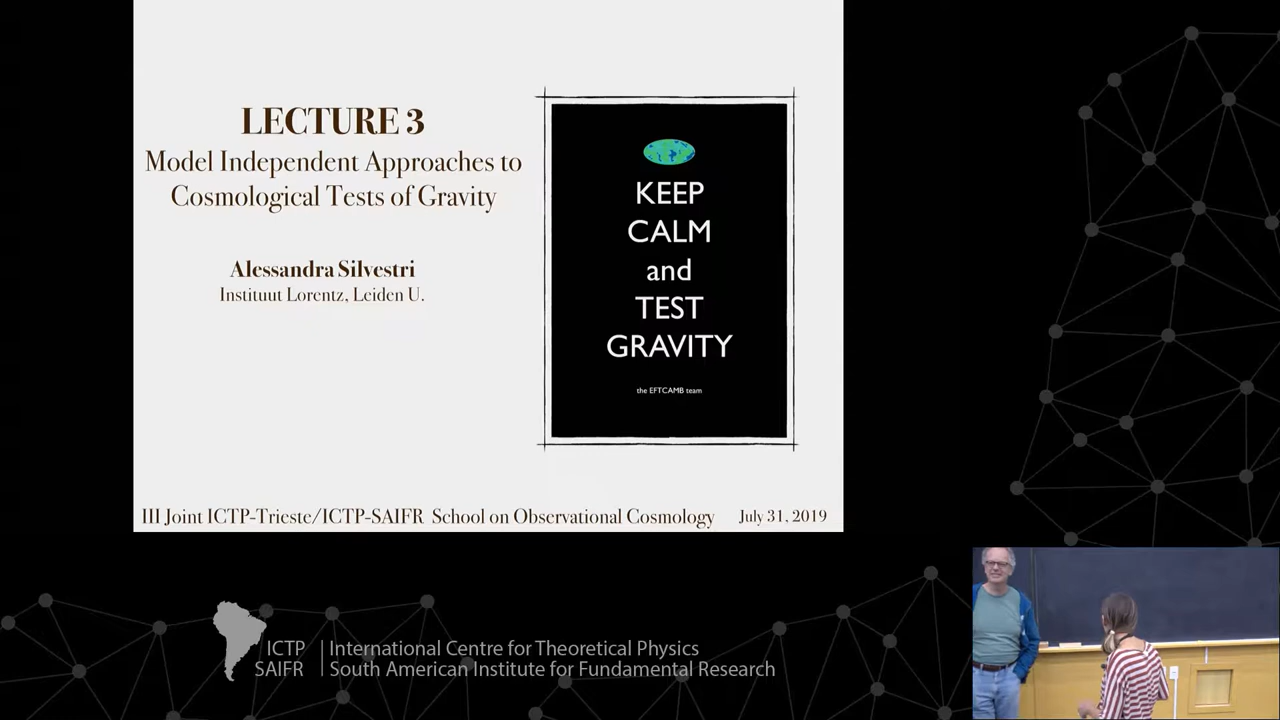 LECTURE 3
Model Independent Approaches to
Cosmological Tests of Gravity
Alessandra Silvestri
Instituut Lorentz, Leiden U.
KEEP
CALM
and
TEST
GRAVITY
the EFTCAMB team
III Joint ICTP-Trieste/ICTP-SAIFR School on Observational Cosmology
July 31, 2019
ICTP
SAIFR
International Centre for Theoretical Physics
South American Institute for Fundamental Research